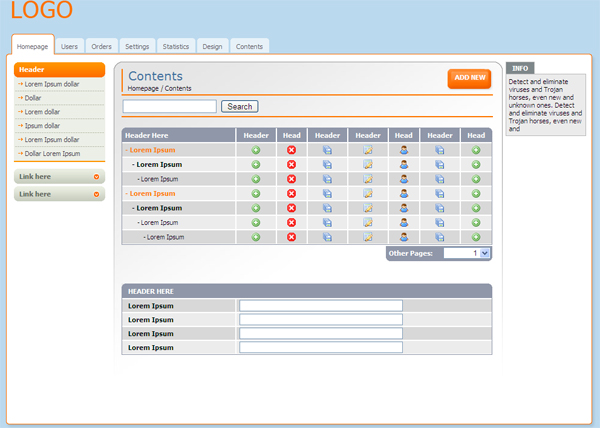 LOGO
Homepage Users Orders Settings Statistics Design Contents
Header
Lorem Ipsum dollar
Dollar
Lorem dollar
Ipsum dollar
Lorem Ipsum dollar
Dollar Lorem Ipsum
Link here
Link here
Contents
Homepage / Contents
ADD NEW
Search
Header Here Header Head Header Header Head Header Head
- Lorem Ipsum
- Lorem Ipsum
- Lorem Ipsum
- Lorem Ipsum
- Lorem Ipsum
- Lorem Ipsum
- Lorem Ipsum
Other Pages: 1
HEADER HERE
Lorem Ipsum
Lorem Ipsum
Lorem Ipsum
Lorem Ipsum
INFO
Detect and eliminate
viruses and Trojan
horses, even new and
unknown ones. Detect
and eliminate viruses and
Trojan horses, even new
and